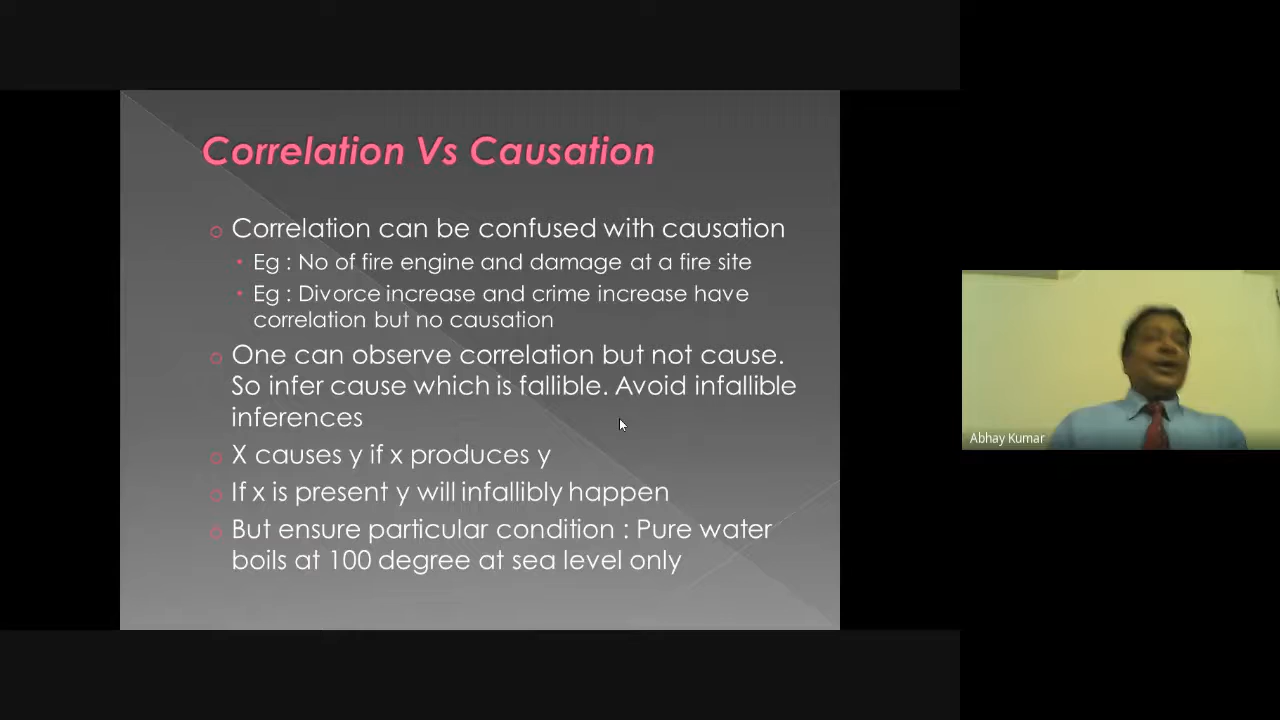 Correlation Vs Causation
Correlation can be confused with causation
Eg : No of fire engine and damage at a fire site
Eg : Divorce increase and crime increase have
correlation but no causation
One can observe correlation but not cause.
So infer cause which is fallible. Avoid infallible
inferences
X causes y if x produces y
If x is present y will infallibly happen
But ensure particular condition : Pure water
boils at 100 degree at sea level only
Abhay Kumar